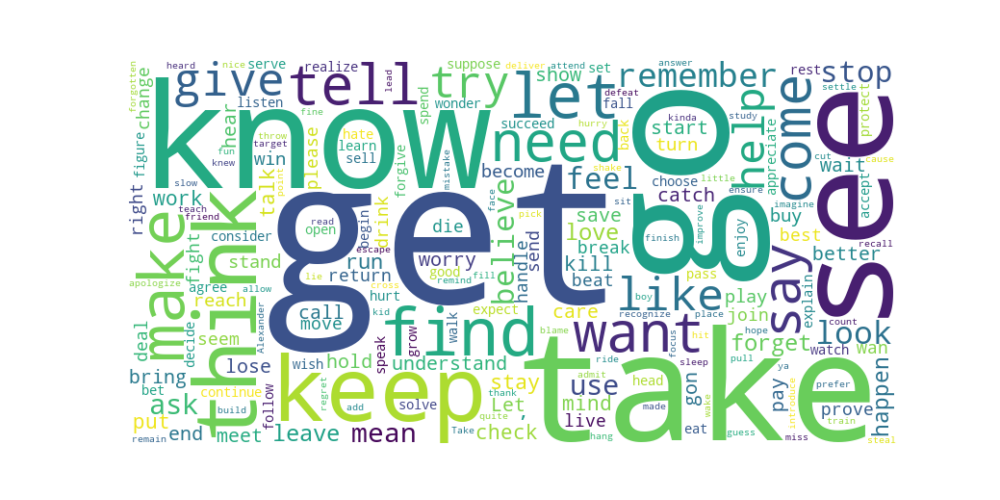 get
know
take
see
go
think
keep
find
want
tell
let
give
try
need
make
like
say
come
help
remember
stop
look
feel
believe
use
mean
forget
happen
understand
love
kill
talk
leave
ask
put
bring
work
change
right
figure
hear
win
please
listen
serve
heard
nice
realize
lead
suppose
spend
deliver
attend
set
show
wonder
succeed
defeat
fall
answer
rest
settle
protect
forgotten
fun
knew
throw
target
fine
hate
learn
sell
forgive
mistake
hurry
back
kinda
start
turn
study
appreciate
wait
cut
cause
accept
slow
teach
friend
point
become
face
shake
sit
choose
catch
little
ensure
imagine
buy
best
recall
better
consider
stand
fight
agree
allow
reach
apologize
read
open
begin
drink
escape
die
run
return
worry
good
lie
cross
hurt
kid
call
move
remind
fill
handle
send
pick
save
break
beat
finish
improve
enjoy
pass
boy
recognize
place
play
join
explain
count
watch
wan
hope
expect
care
walk
grow
speak
blame
hit
focus
pull
sleep
ya
deal
decide
seem
Alexander
lose
wish
hold
continue
bet
build
follow
regret
add
solve
thank
quite
Take
Let
,
check
stay
admit
ride
mind
head
live
hang
made
eat
gon
wake
guess
pay
introduce
miss
prefer
prove
train
steal
remain
end
meet